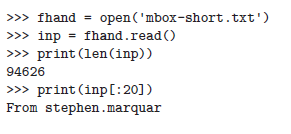 >>> fhand = open('mbox-short.txt')
>>> inp = fhand.read()
>>> print(len(inp))
94626
>>> print(inp[:20])
From stephen.marquar